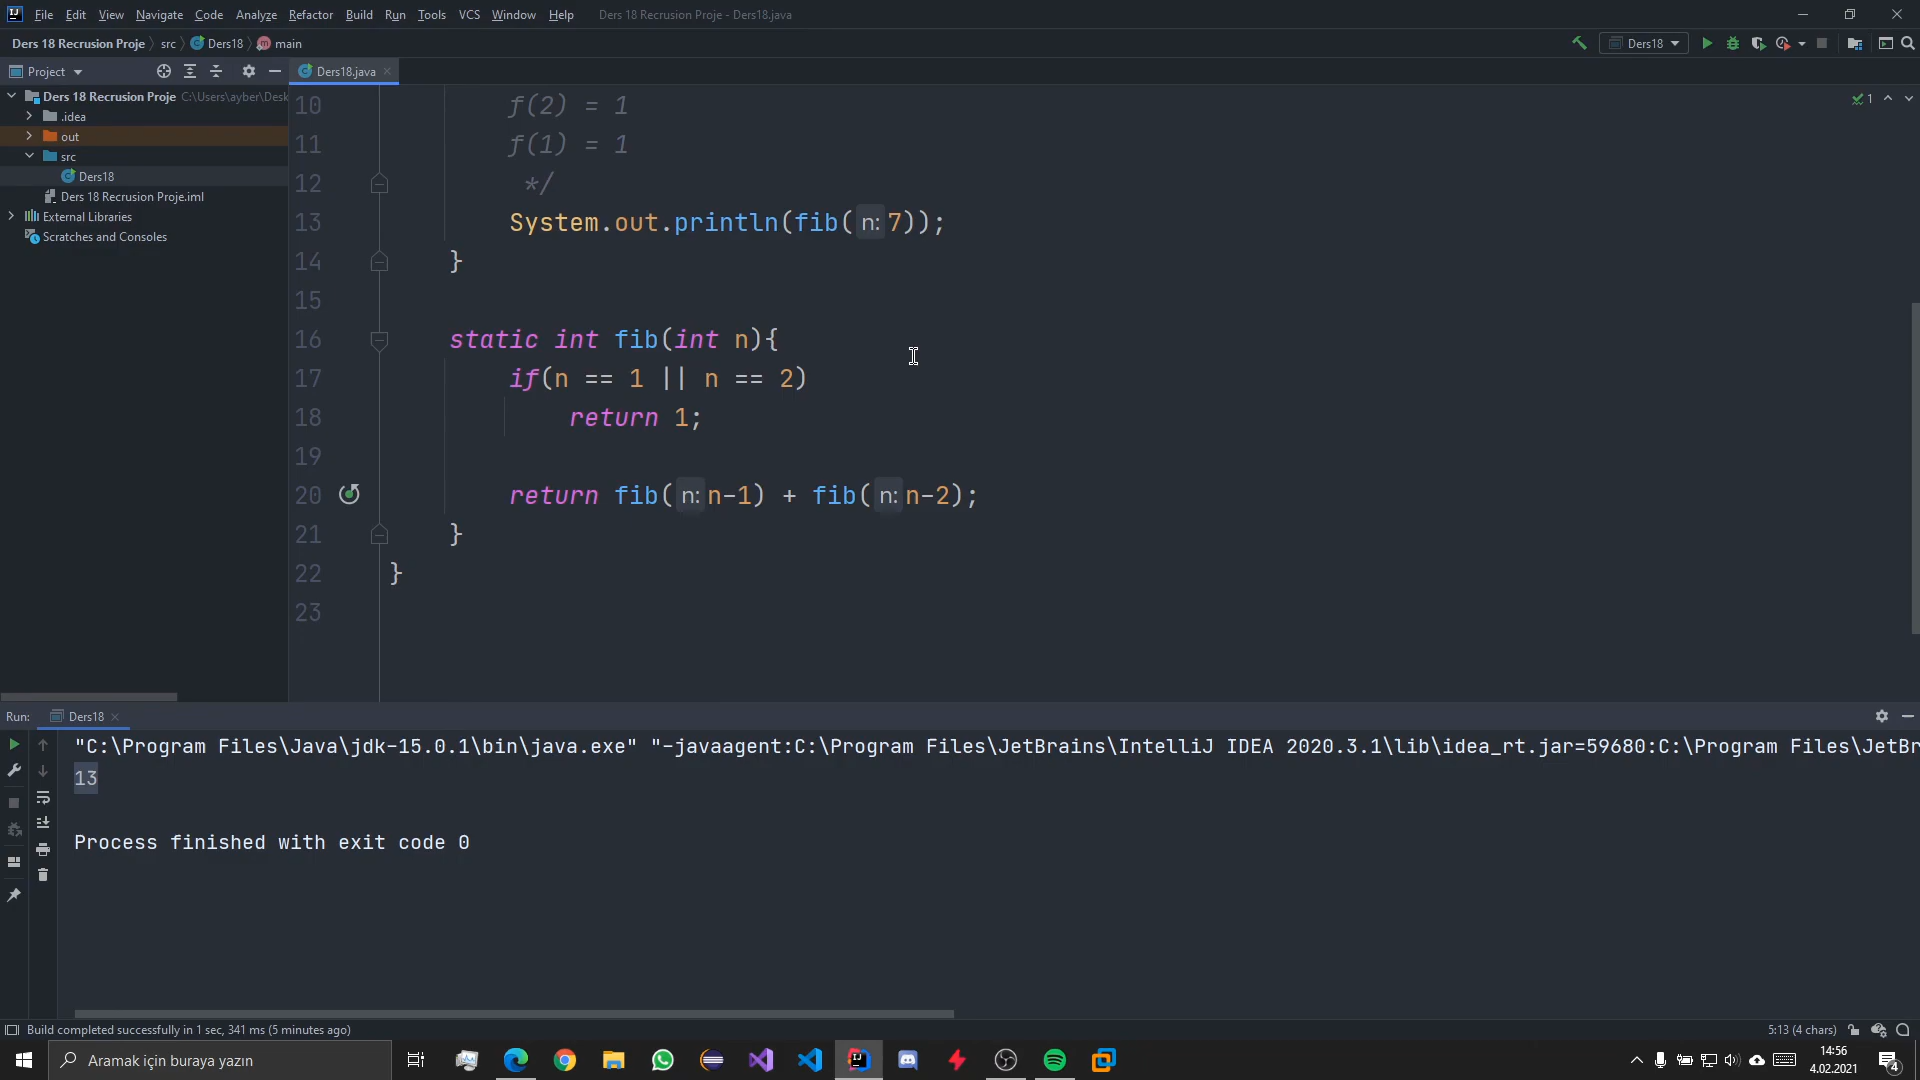 File Edit View Navigate Code Analyze Refactor Build Run Tools VCS Window Help Ders 18 Recrusion Proje - Ders18.java
Ders 18 Recrusion Proje src Ders18 main Ders18
Project Ders18.java
Ders 18 Recrusion Proje C:\Users\ayber\Desk
.idea
out
src
Ders18
Ders 18 Recrusion Proje.iml
External Libraries
Scratches and Consoles
1
10 f(2) = 1
11 f(1) = 1
12 */
13 System.out.println(fib( n: 7));
14 }
15
16 static int fib(int n){
17 if(n == 1 || n == 2)
18 return 1;
19
20 return fib( n: n-1) + fib( n: n-2);
21 }
22 }
23
Run: Ders18
"C:\Program Files\Java\jdk-15.0.1\bin\java.exe" "-javaagent:C:\Program Files\JetBrains\IntelliJ IDEA 2020.3.1\lib\idea_rt.jar=59680:C:\Program Files\JetBr
13
Process finished with exit code 0
Build completed successfully in 1 sec, 341 ms (5 minutes ago) 5:13 (4 chars)
Aramak için buraya yazın
14:56
4.02.2021
4